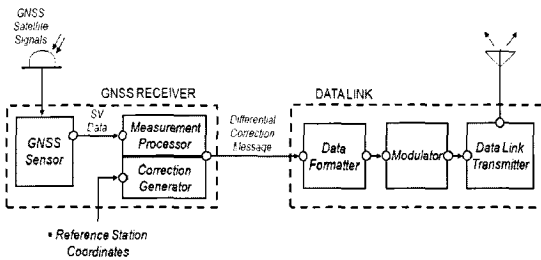 GNSS
Satellite
Signals
GNSS RECEIVER
DATA LINK
SV
Data
GNSS
Sensor
Measurement
Processor
Correction
Generator
Differential
Correction
Message
Data
Formatter
Modulator
Data Link
Transmitter
• Reference Station
Coordinates